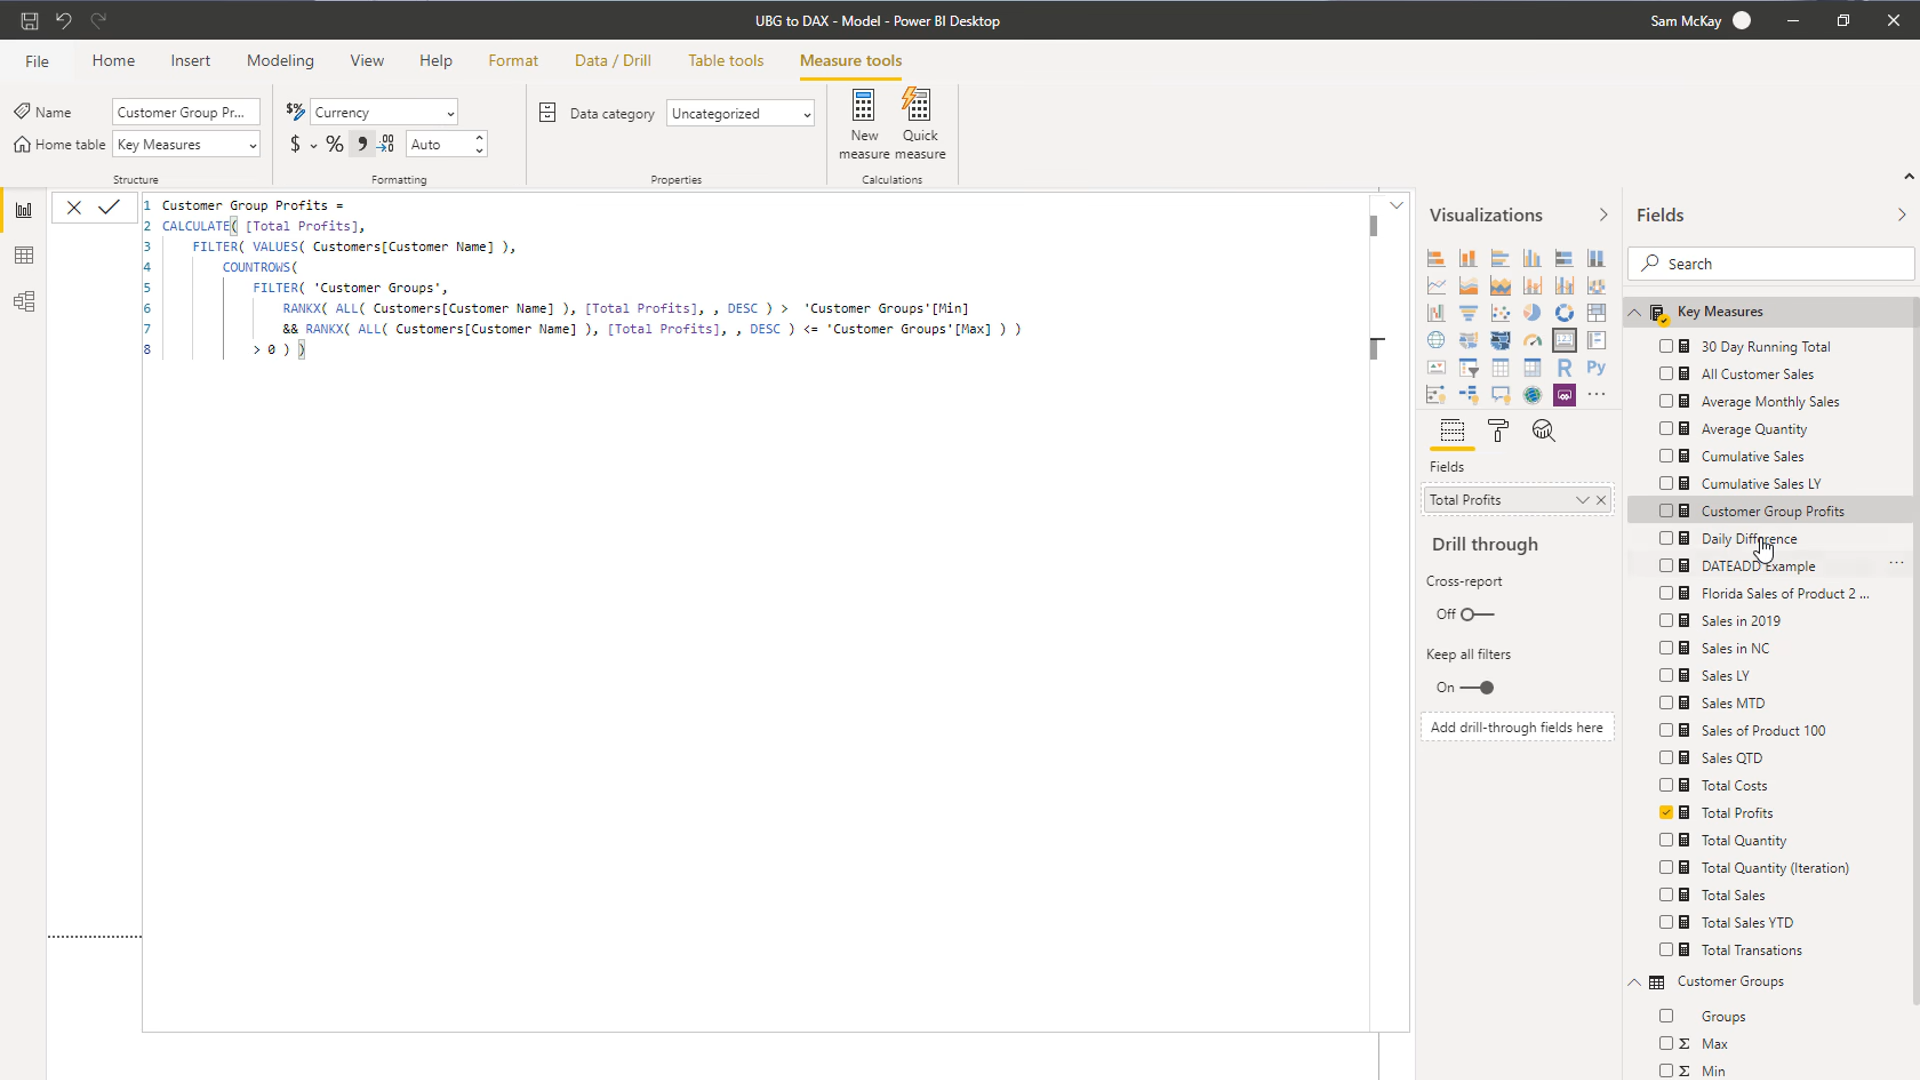 UBG to DAX - Model - Power BI Desktop
Sam McKay
File Home Insert Modeling View Help Format Data / Drill Table tools Measure tools
Name Customer Group Pr...
Home table Key Measures
Structure
Currency
$ % , .00 Auto
Formatting
Data category Uncategorized
Properties
New measure
Quick measure
Calculations
1 Customer Group Profits =
2 CALCULATE( [Total Profits],
3 FILTER( VALUES( Customers[Customer Name] ),
4 COUNTROWS(
5 FILTER( 'Customer Groups',
6 RANKX( ALL( Customers[Customer Name] ), [Total Profits], , DESC ) > 'Customer Groups'[Min]
7 && RANKX( ALL( Customers[Customer Name] ), [Total Profits], , DESC ) <= 'Customer Groups'[Max] ) )
8 > 0 ) )
Visualizations
R Py
Fields
Total Profits
Drill through
Cross-report
Off
Keep all filters
On
Add drill-through fields here
Fields
Search
Key Measures
30 Day Running Total
All Customer Sales
Average Monthly Sales
Average Quantity
Cumulative Sales
Cumulative Sales LY
Customer Group Profits
Daily Difference
DATEADD Example
Florida Sales of Product 2 ...
Sales in 2019
Sales in NC
Sales LY
Sales MTD
Sales of Product 100
Sales QTD
Total Costs
Total Profits
Total Quantity
Total Quantity (Iteration)
Total Sales
Total Sales YTD
Total Transations
Customer Groups
Groups
Σ Max
Σ Min